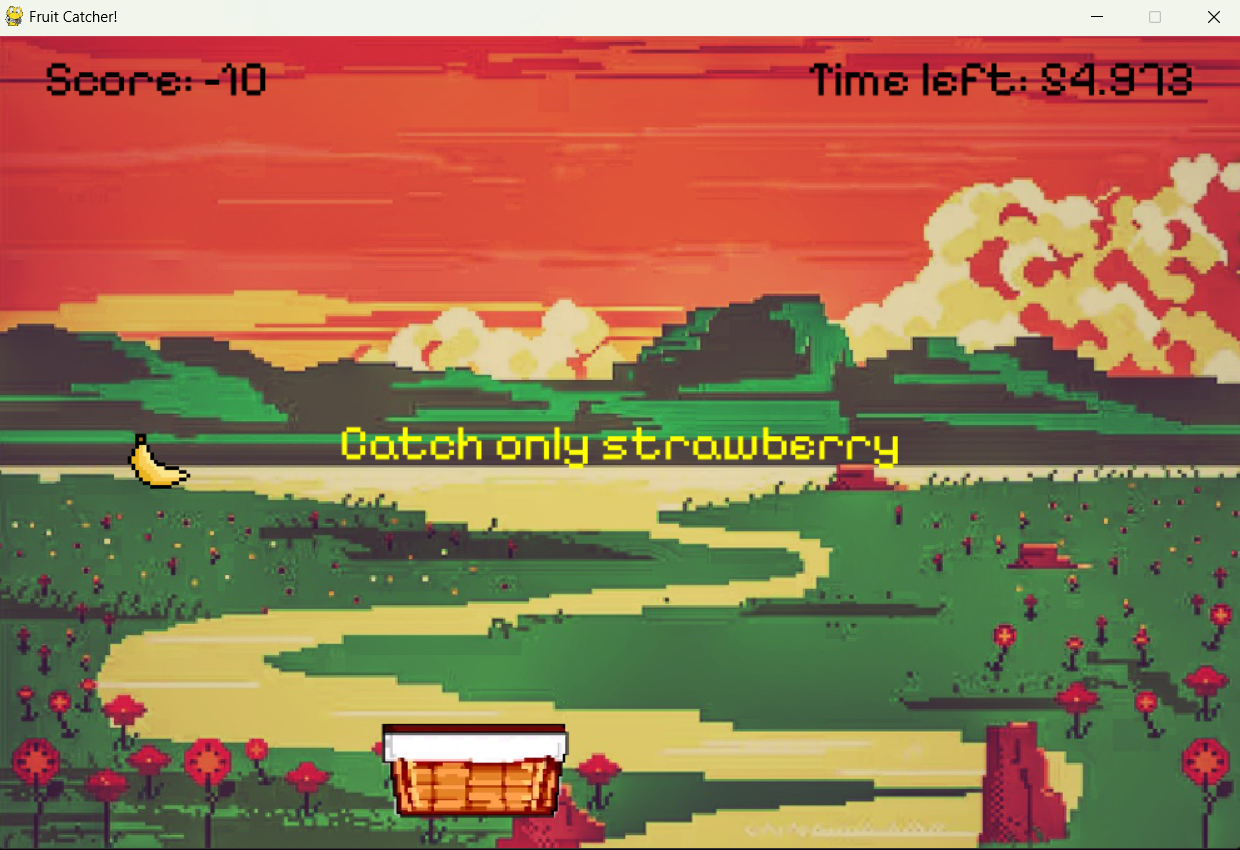 Fruit Catcher!
Score: -10
Time left: 84.973
Catch only strawberry